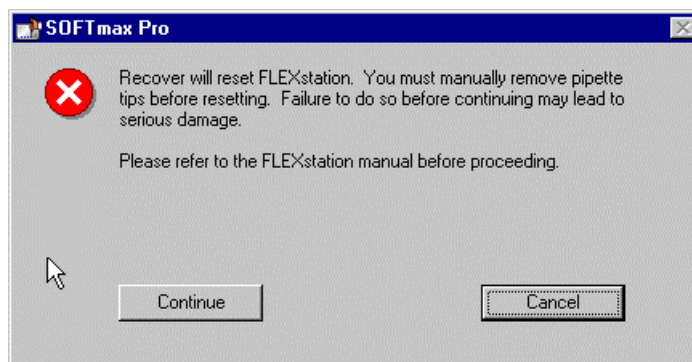 SOFTmax Pro
Recover will reset FLEXstation. You must manually remove pipette
tips before resetting. Failure to do so before continuing may lead to
serious damage.
Please refer to the FLEXstation manual before proceeding.
Continue
Cancel